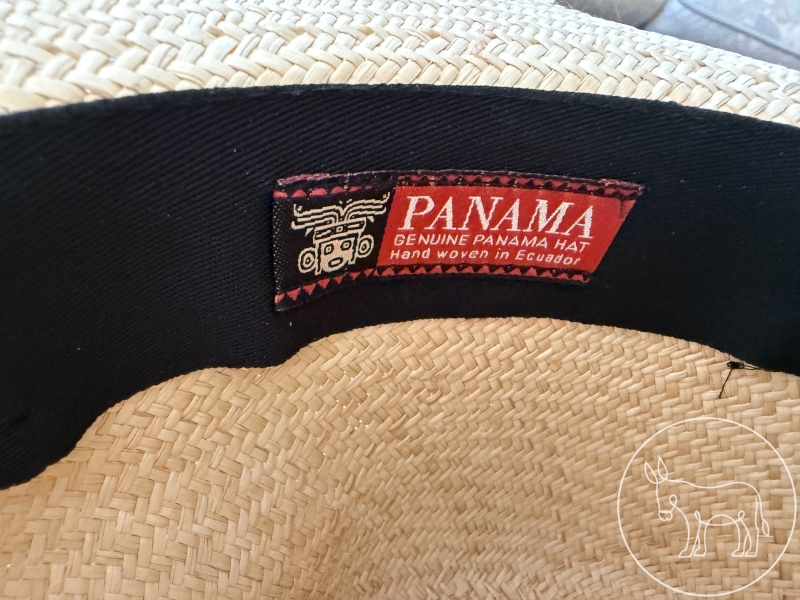 PANAMA
GENUINE PANAMA HAT
Hand woven in Ecuador